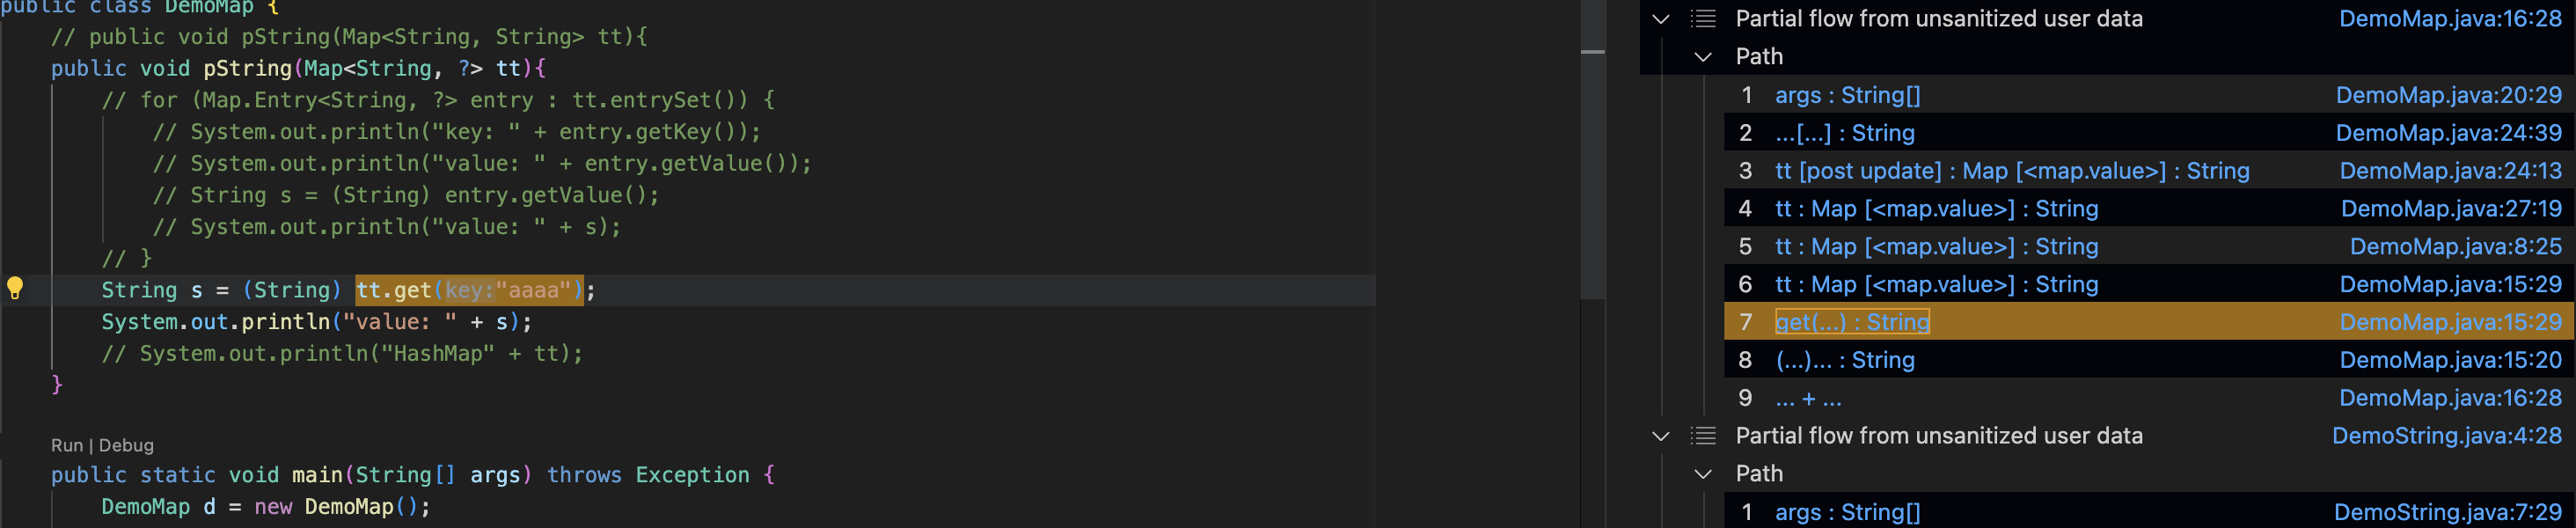 public class DemoMap {
// public void pString(Map<String, String> tt){
public void pString(Map<String, ?> tt){
// for (Map.Entry<String, ?> entry : tt.entrySet()) {
// System.out.println("key: " + entry.getKey());
// System.out.println("value: " + entry.getValue());
// String s = (String) entry.getValue();
// System.out.println("value: " + s);
// }
String s = (String) tt.get(key:"aaaa");
System.out.println("value: " + s);
// System.out.println("HashMap" + tt);
}
Run | Debug
public static void main(String[] args) throws Exception {
DemoMap d = new DemoMap();
Partial flow from unsanitized user data DemoMap.java:16:28
Path
1 args : String[] DemoMap.java:20:29
2 ...[...] : String DemoMap.java:24:39
3 tt [post update] : Map [<map.value>] : String DemoMap.java:24:13
4 tt : Map [<map.value>] : String DemoMap.java:27:19
5 tt : Map [<map.value>] : String DemoMap.java:8:25
6 tt : Map [<map.value>] : String DemoMap.java:15:29
7 get(...) : String DemoMap.java:15:29
8 (...)... : String DemoMap.java:15:20
9 ... + ... DemoMap.java:16:28
Partial flow from unsanitized user data DemoString.java:4:28
Path
1 args : String[] DemoString.java:7:29